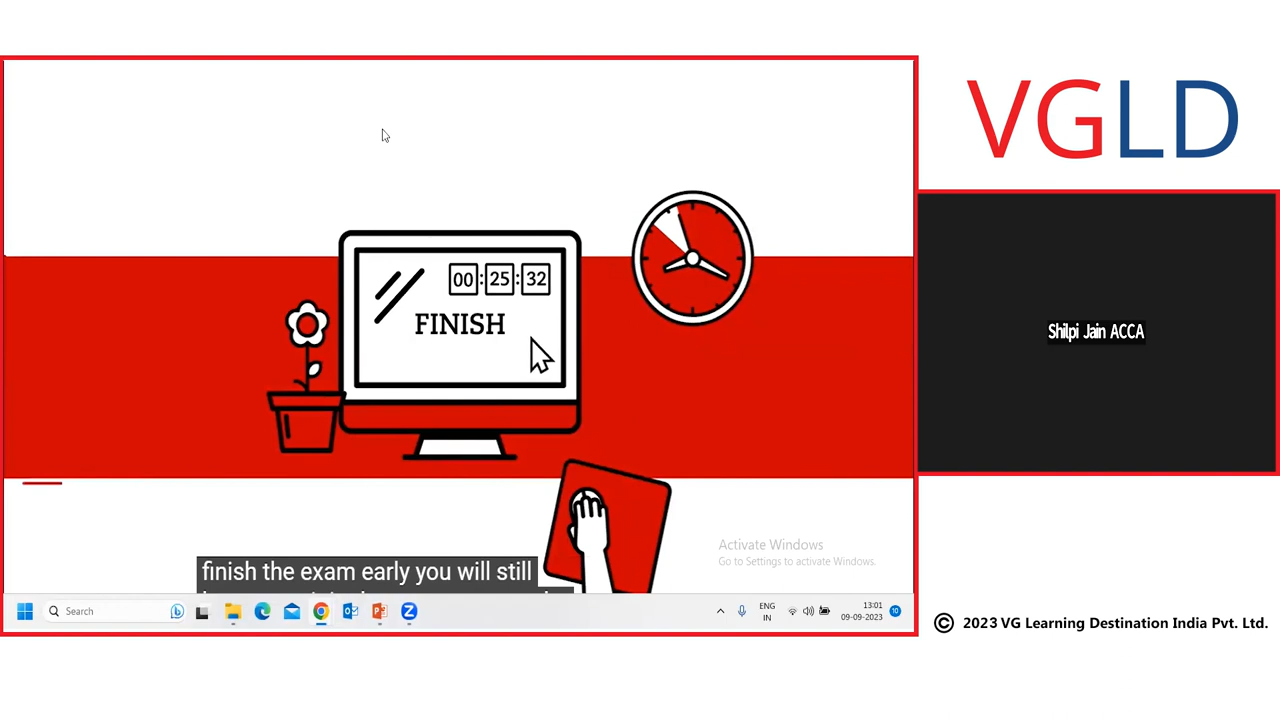 VGLD
00:25:32
FINISH
Shilpi Jain ACCA
Activate Windows
Go to Settings to activate Windows.
finish the exam early you will still
Search
ENG
IN
13:01
09-09-2023
10
© 2023 VG Learning Destination India Pvt. Ltd.